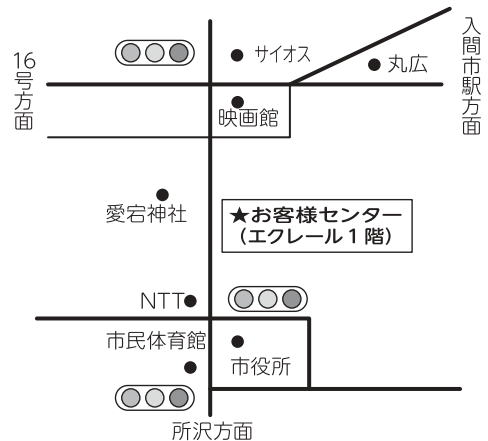 サイオス
丸広
16号方面
入間市駅方面
映画館
愛宕神社
★お客様センター
（エクレール１階）
NTT
市民体育館
市役所
所沢方面